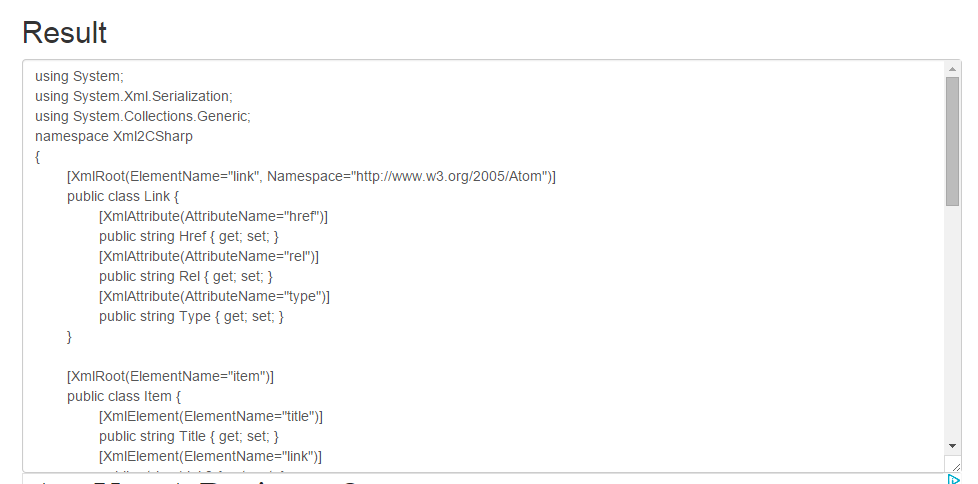 Result
using System;
using System.Xml.Serialization;
using System.Collections.Generic;
namespace Xml2CSharp
{
[XmlRoot(ElementName="link", Namespace="http://www.w3.org/2005/Atom")]
public class Link {
[XmlAttribute(AttributeName="href")]
public string Href { get; set; }
[XmlAttribute(AttributeName="rel")]
public string Rel { get; set; }
[XmlAttribute(AttributeName="type")]
public string Type { get; set; }
}
[XmlRoot(ElementName="item")]
public class Item {
[XmlElement(ElementName="title")]
public string Title { get; set; }
[XmlElement(ElementName="link")]